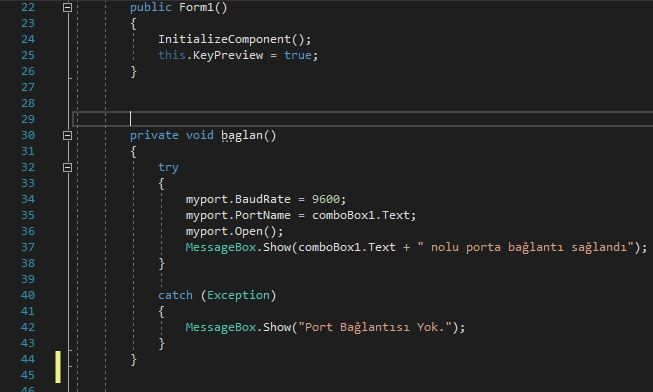 22 public Form1()
23 {
24 InitializeComponent();
25 this.KeyPreview = true;
26 }
27
28
29
30 private void baglan()
31 {
32 try
33 {
34 myport.BaudRate = 9600;
35 myport.PortName = comboBox1.Text;
36 myport.Open();
37 MessageBox.Show(comboBox1.Text + " nolu porta bağlantı sağlandı");
38 }
39
40 catch (Exception)
41 {
42 MessageBox.Show("Port Bağlantısı Yok.");
43 }
44 }
45
46